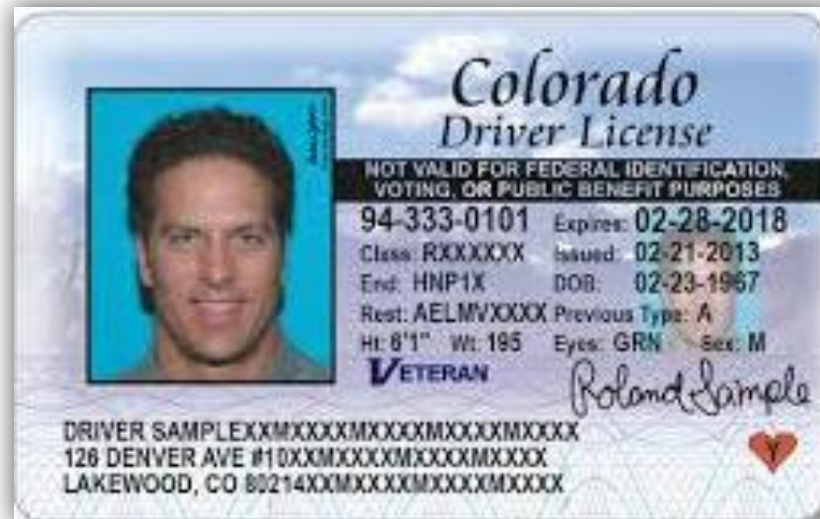 Colorado
Driver License
NOT VALID FOR FEDERAL IDENTIFICATION,
VOTING, OR PUBLIC BENEFIT PURPOSES
94-333-0101 Expires: 02-28-2018
Class: RXXXXXX Issued: 02-21-2013
End: HNP1X DOB: 02-23-1967
Rest: AELMVXXXX Previous Type: A
Ht: 6'1" Wt: 195 Eyes: GRN Sex: M
VETERAN
Roland Sample
DRIVER SAMPLEXXMXXXXMXXXXMXXXXMXXXX
126 DENVER AVE #10XXMXXXXMXXXXMXXXX
LAKEWOOD, CO 80214XXMXXXXMXXXXMXXXX
Y